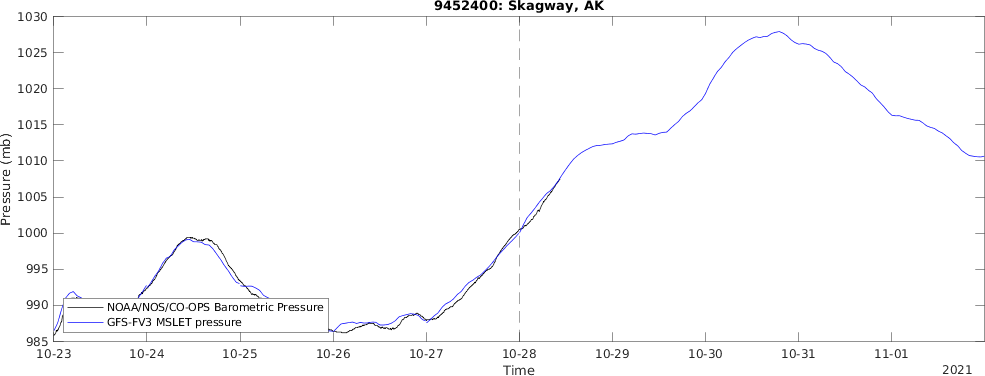 9452400: Skagway, AK
1030
1025
1020
1015
1010
1005
1000
995
990
985
Pressure (mb)
NOAA/NOS/CO-OPS Barometric Pressure
GFS-FV3 MSLET pressure
10-23 10-24 10-25 10-26 10-27 10-28 10-29 10-30 10-31 11-01
Time
2021